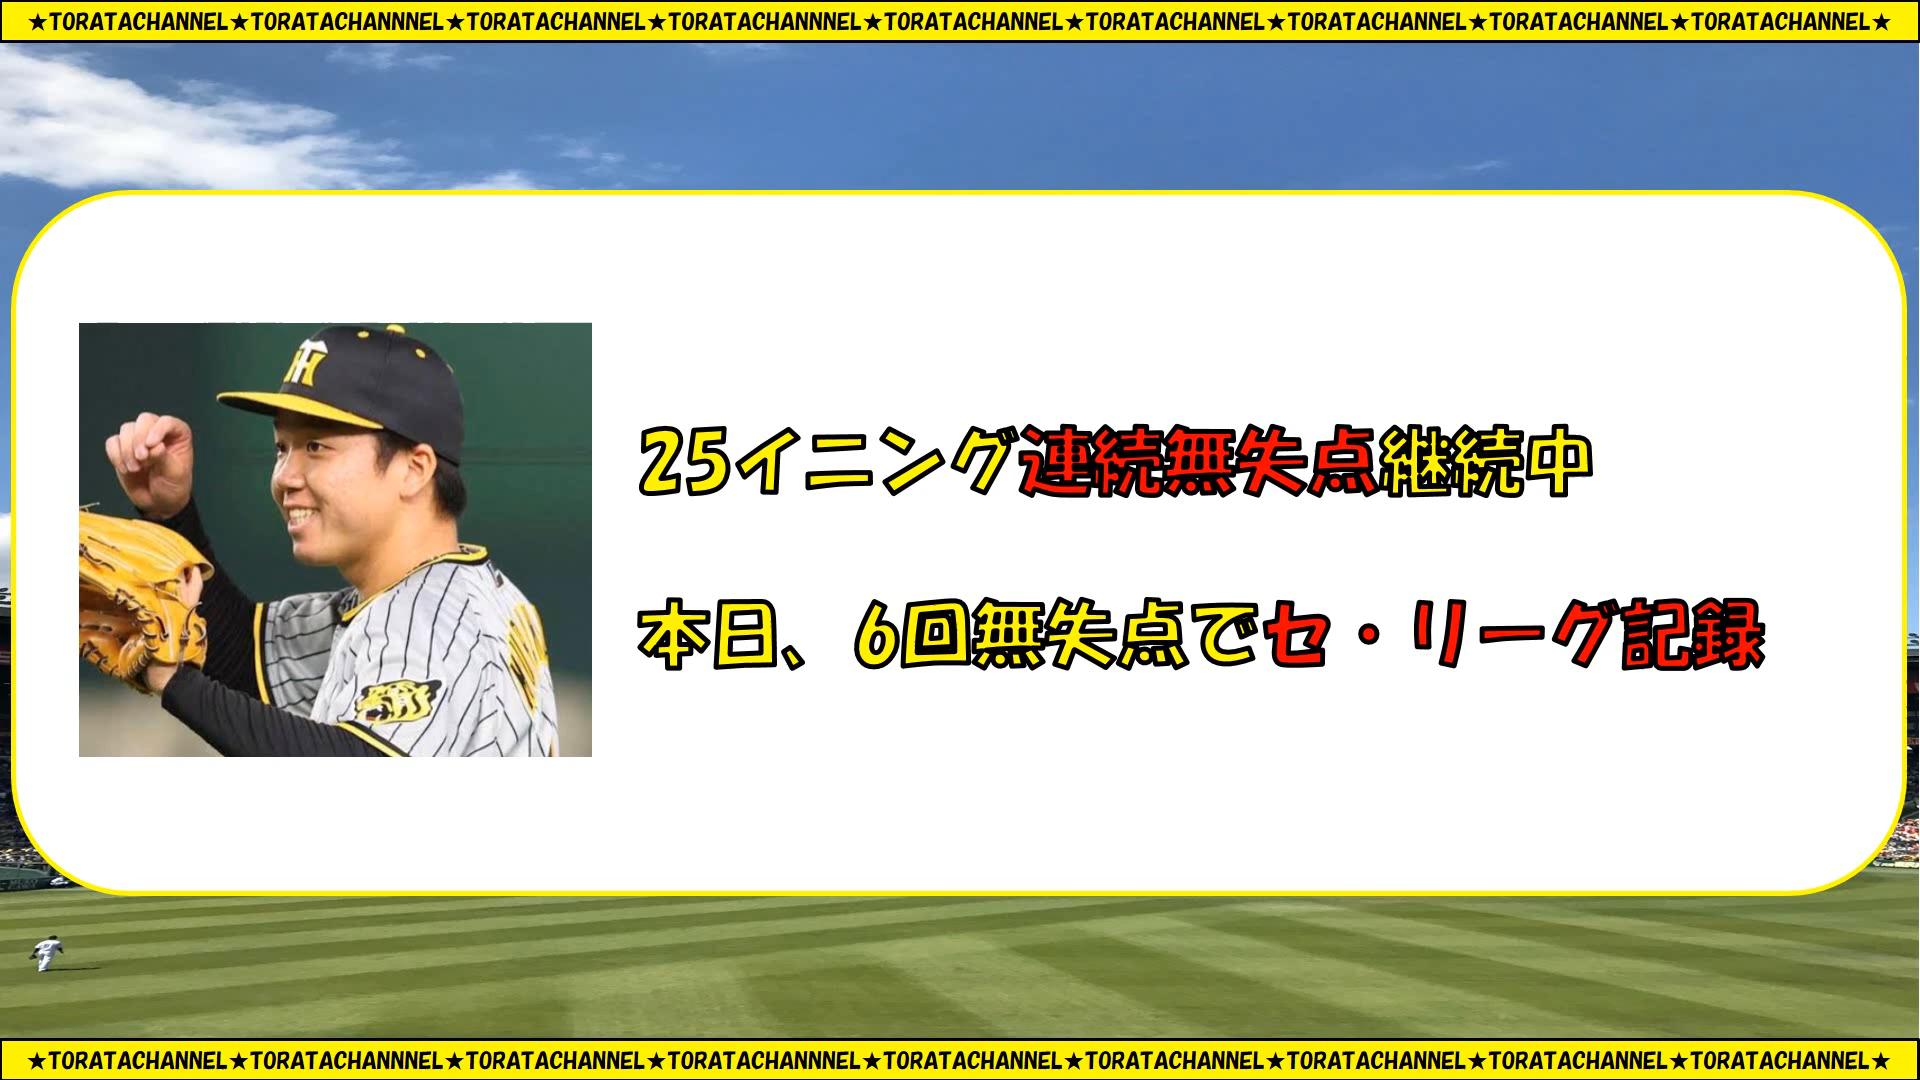 ★TORATACHANNEL★TORATACHANNNEL★TORATACHANNEL★TORATACHANNNEL★TORATACHANNEL★TORATACHANNEL★TORATACHANNEL★TORATACHANNEL★TORATACHANNEL★
25イニング連続無失点継続中
本日、6回無失点でセ・リーグ記録
★TORATACHANNEL★TORATACHANNNEL★TORATACHANNEL★TORATACHANNNEL★TORATACHANNEL★TORATACHANNEL★TORATACHANNEL★TORATACHANNEL★TORATACHANNEL★